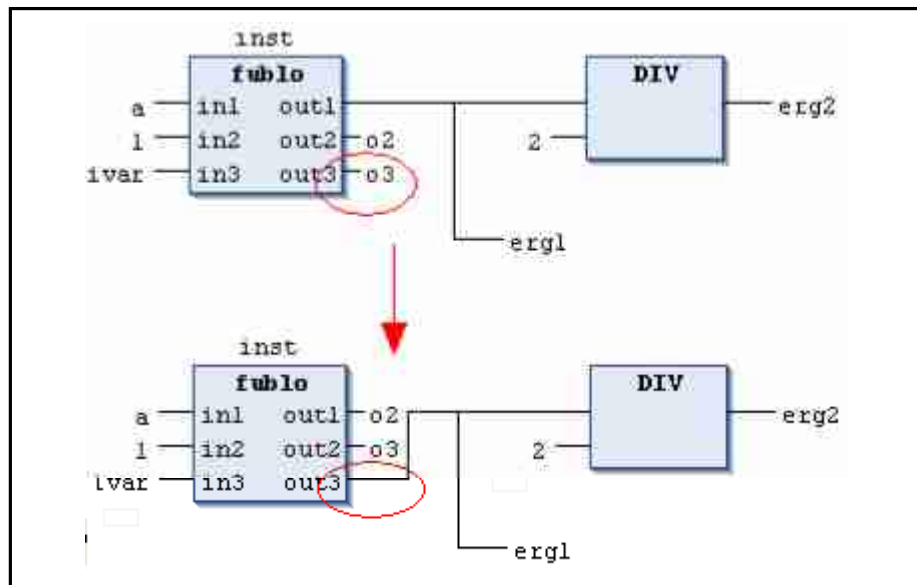 inst
fublo DIV
a in1 out1 erg2
1 in2 out2 o2 2
ivar in3 out3 o3
erg1
inst
fublo DIV
a in1 out1 o2 erg2
1 in2 out2 o3 2
ivar in3 out3
erg1